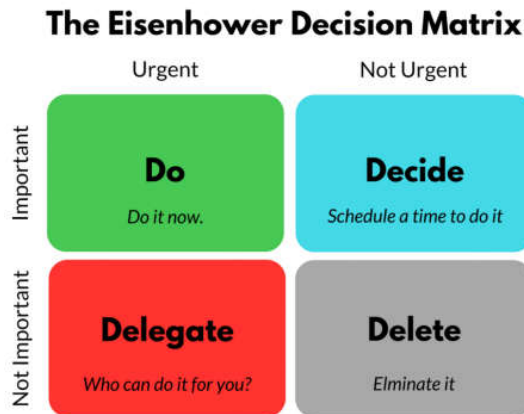 The Eisenhower Decision Matrix
Urgent
Not Urgent
Important
Do
Do it now.
Decide
Schedule a time to do it
Not Important
Delegate
Who can do it for you?
Delete
Elminate it